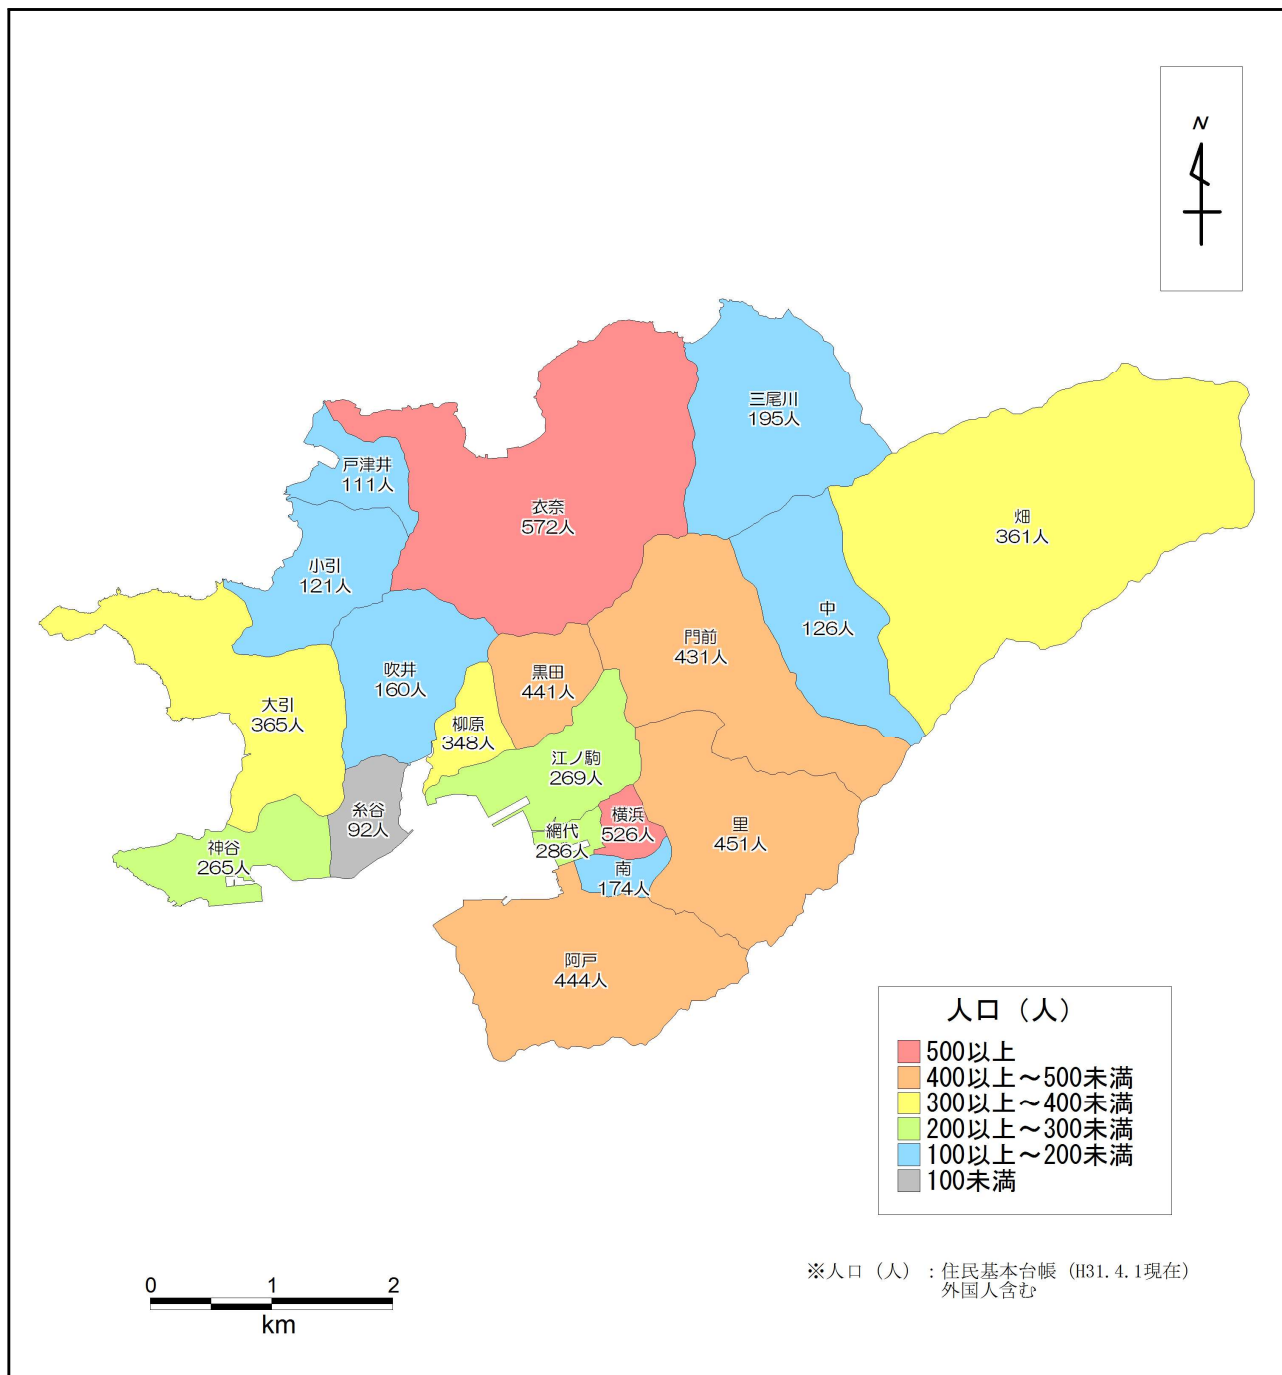 N
三尾川
195人
戸津井
111人
衣奈
572人
畑
361人
小引
121人
中
126人
門前
431人
吹井
160人
黒田
441人
大引
365人
柳原
348人
江ノ駒
269人
糸谷
92人
横浜
526人
網代
286人
里
451人
神谷
265人
南
174人
阿戸
444人
人口（人）
500以上
400以上～500未満
300以上～400未満
200以上～300未満
100以上～200未満
100未満
※人口（人）：住民基本台帳（H31.4.1現在）
外国人含む
0 1 2
km